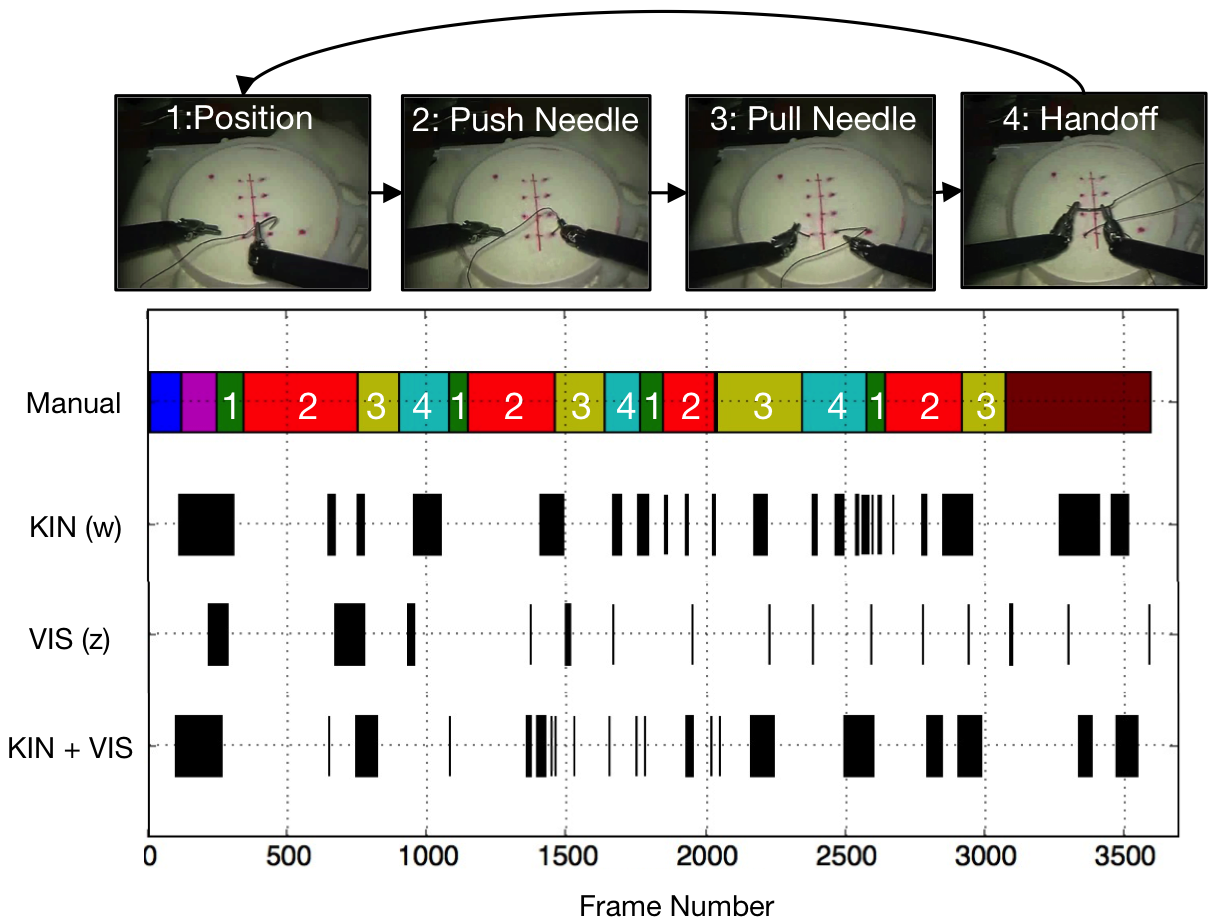 1:Position
2: Push Needle
3: Pull Needle
4: Handoff
Manual
1 2 3 4 1 2 3 4 1 2 3 4 1 2 3
KIN (w)
VIS (z)
KIN + VIS
0 500 1000 1500 2000 2500 3000 3500
Frame Number